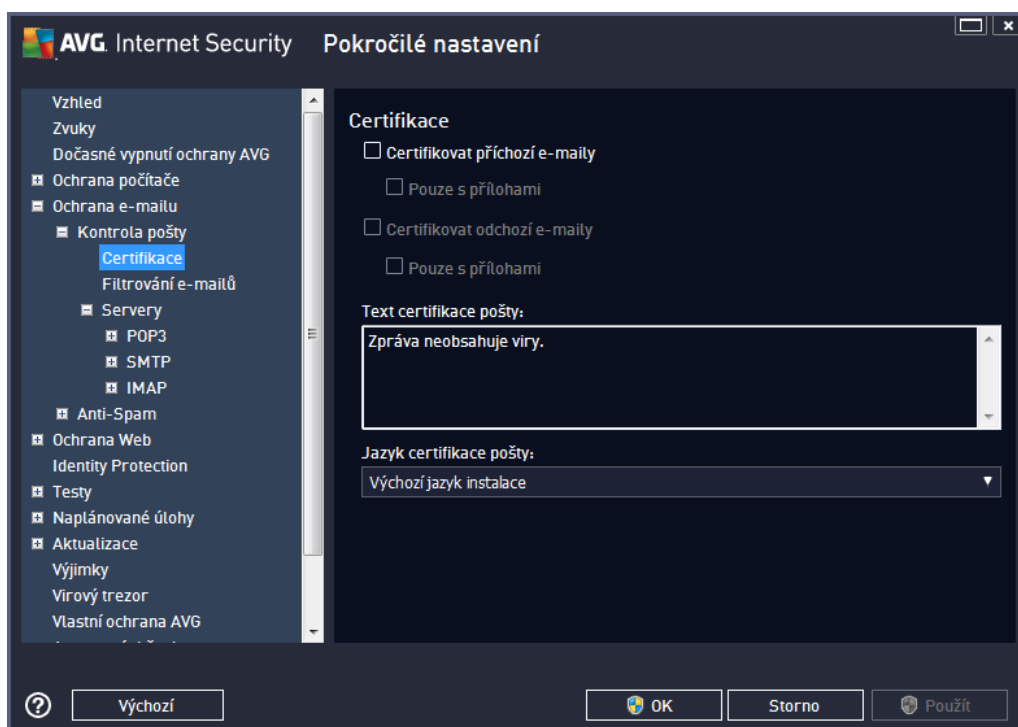 AVG. Internet Security Pokročilé nastavení
Vzhled
Zvuky
Dočasné vypnutí ochrany AVG
Ochrana počítače
Ochrana e-mailu
Kontrola pošty
Certifikace
Filtrování e-mailů
Servery
POP3
SMTP
IMAP
Anti-Spam
Ochrana Web
Identity Protection
Testy
Naplánované úlohy
Aktualizace
Výjimky
Virový trezor
Vlastní ochrana AVG
Certifikace
Certifikovat příchozí e-maily
Pouze s přílohami
Certifikovat odchozí e-maily
Pouze s přílohami
Text certifikace pošty:
Zpráva neobsahuje viry.
Jazyk certifikace pošty:
Výchozí jazyk instalace
Výchozí
OK
Storno
Použít